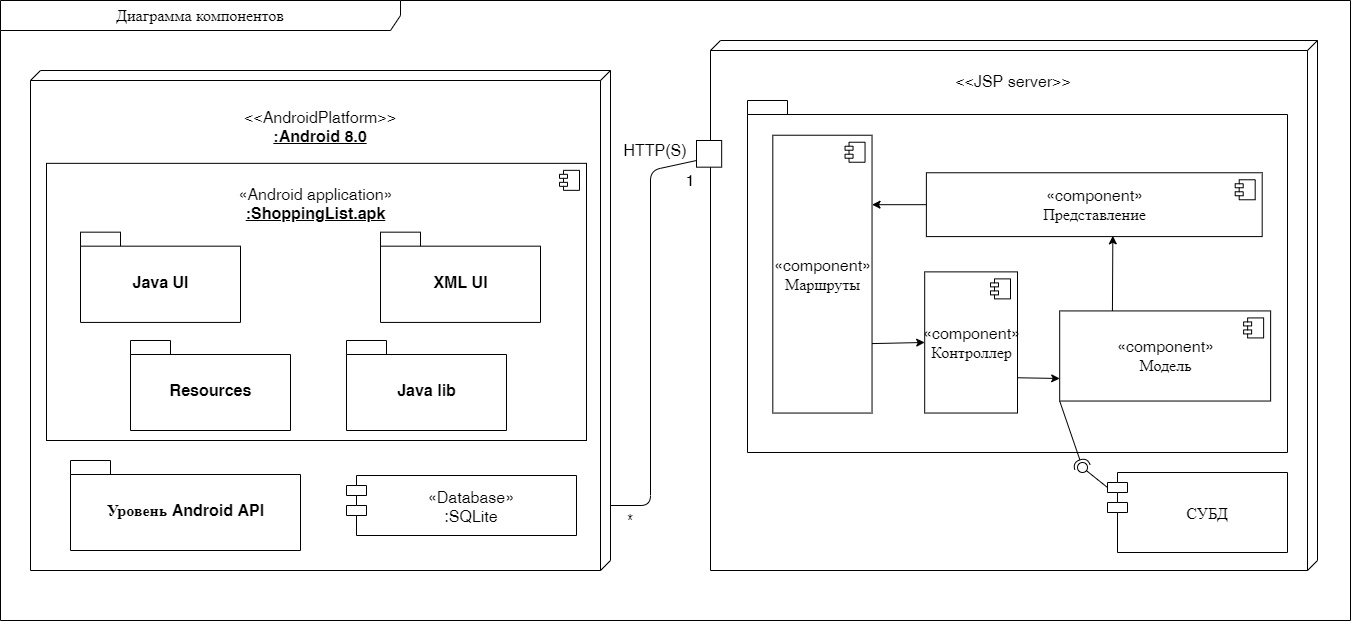 Диаграмма компонентов
<<AndroidPlatform>>
:Android 8.0
«Android application»
:ShoppingList.apk
Java UI
XML UI
Resources
Java lib
Уровень Android API
«Database»
:SQLite
HTTP(S)
1
*
<<JSP server>>
«component»
Представление
«component»
Маршруты
«component»
Контроллер
«component»
Модель
СУБД